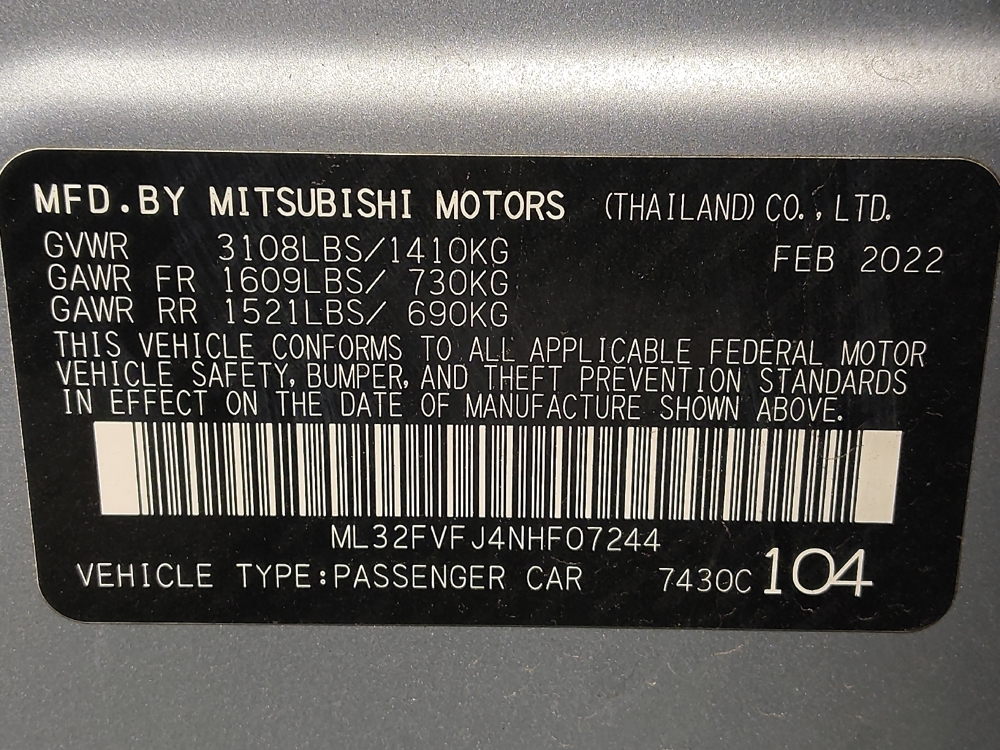 MFD.BY MITSUBISHI MOTORS (THAILAND) CO., LTD.
GVWR 3108LBS/1410KG FEB 2022
GAWR FR 1609LBS/ 730KG
GAWR RR 1521LBS/ 690KG
THIS VEHICLE CONFORMS TO ALL APPLICABLE FEDERAL MOTOR
VEHICLE SAFETY, BUMPER, AND THEFT PREVENTION STANDARDS
IN EFFECT ON THE DATE OF MANUFACTURE SHOWN ABOVE.
ML32FVFJ4NHF07244
VEHICLE TYPE:PASSENGER CAR 7430C 104